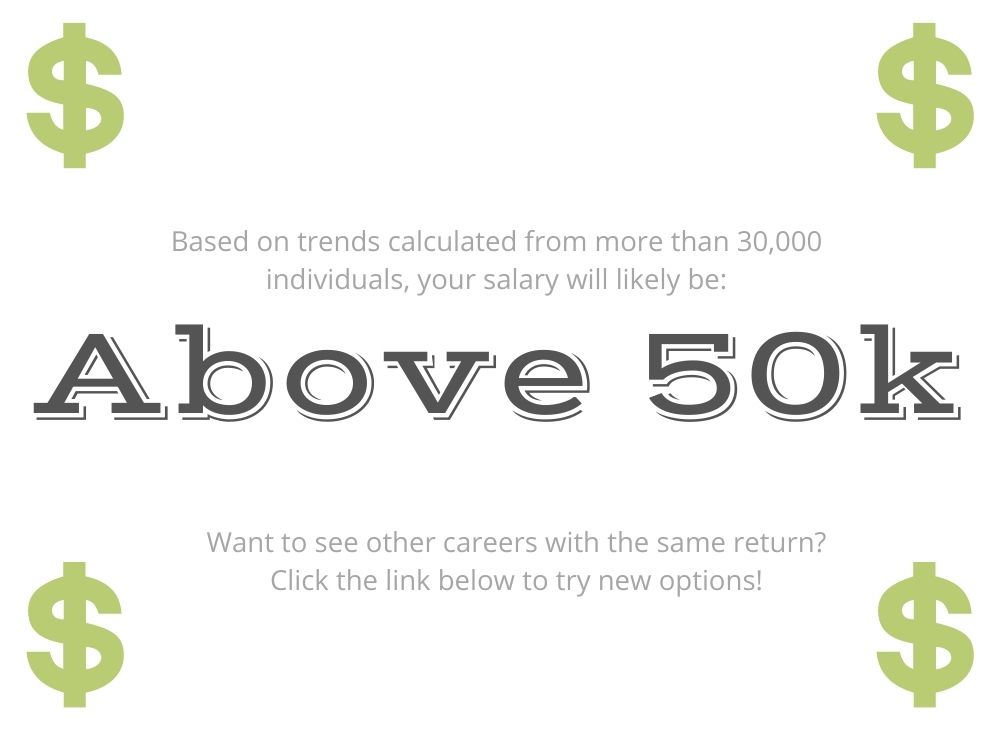 $ $
Based on trends calculated from more than 30,000
individuals, your salary will likely be:
Above 50k
Want to see other careers with the same return?
Click the link below to try new options!
$ $